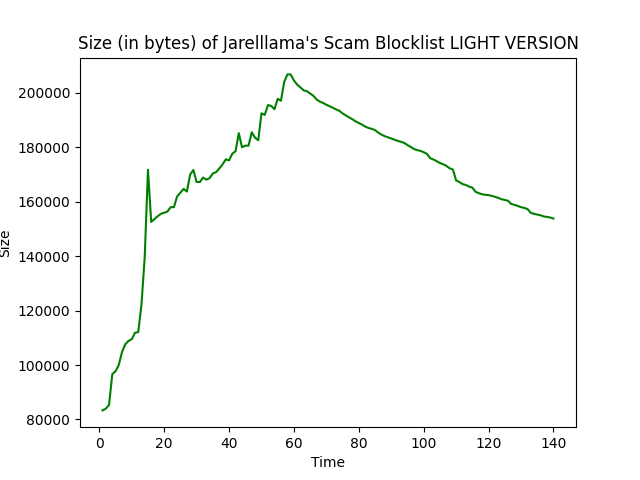 Size (in bytes) of Jarelllama's Scam Blocklist LIGHT VERSION
200000
180000
160000
140000
120000
100000
80000
Size
0 20 40 60 80 100 120 140
Time